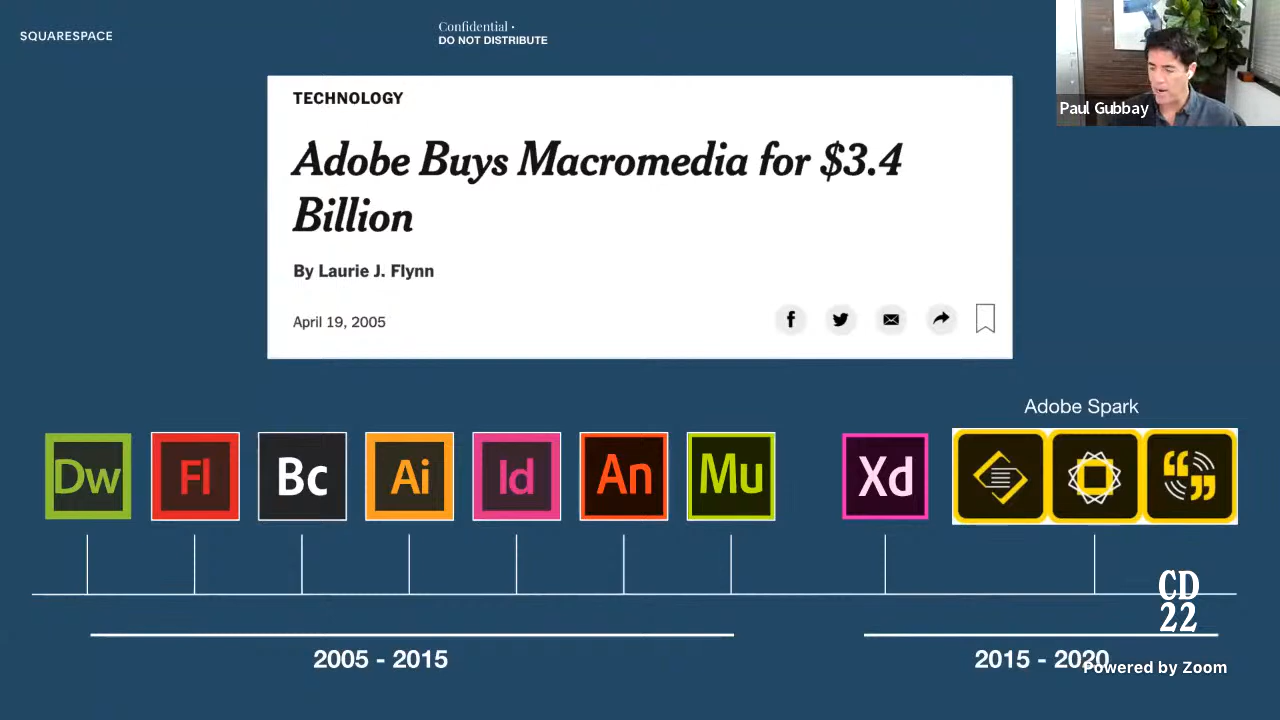 SQUARESPACE
Confidential ·
DO NOT DISTRIBUTE
Paul Gubbay
TECHNOLOGY
Adobe Buys Macromedia for $3.4
Billion
By Laurie J. Flynn
April 19, 2005
Adobe Spark
Dw Fl Bc Ai Id An Mu Xd
CD
22
2005 - 2015
2015 - 2020
Powered by Zoom